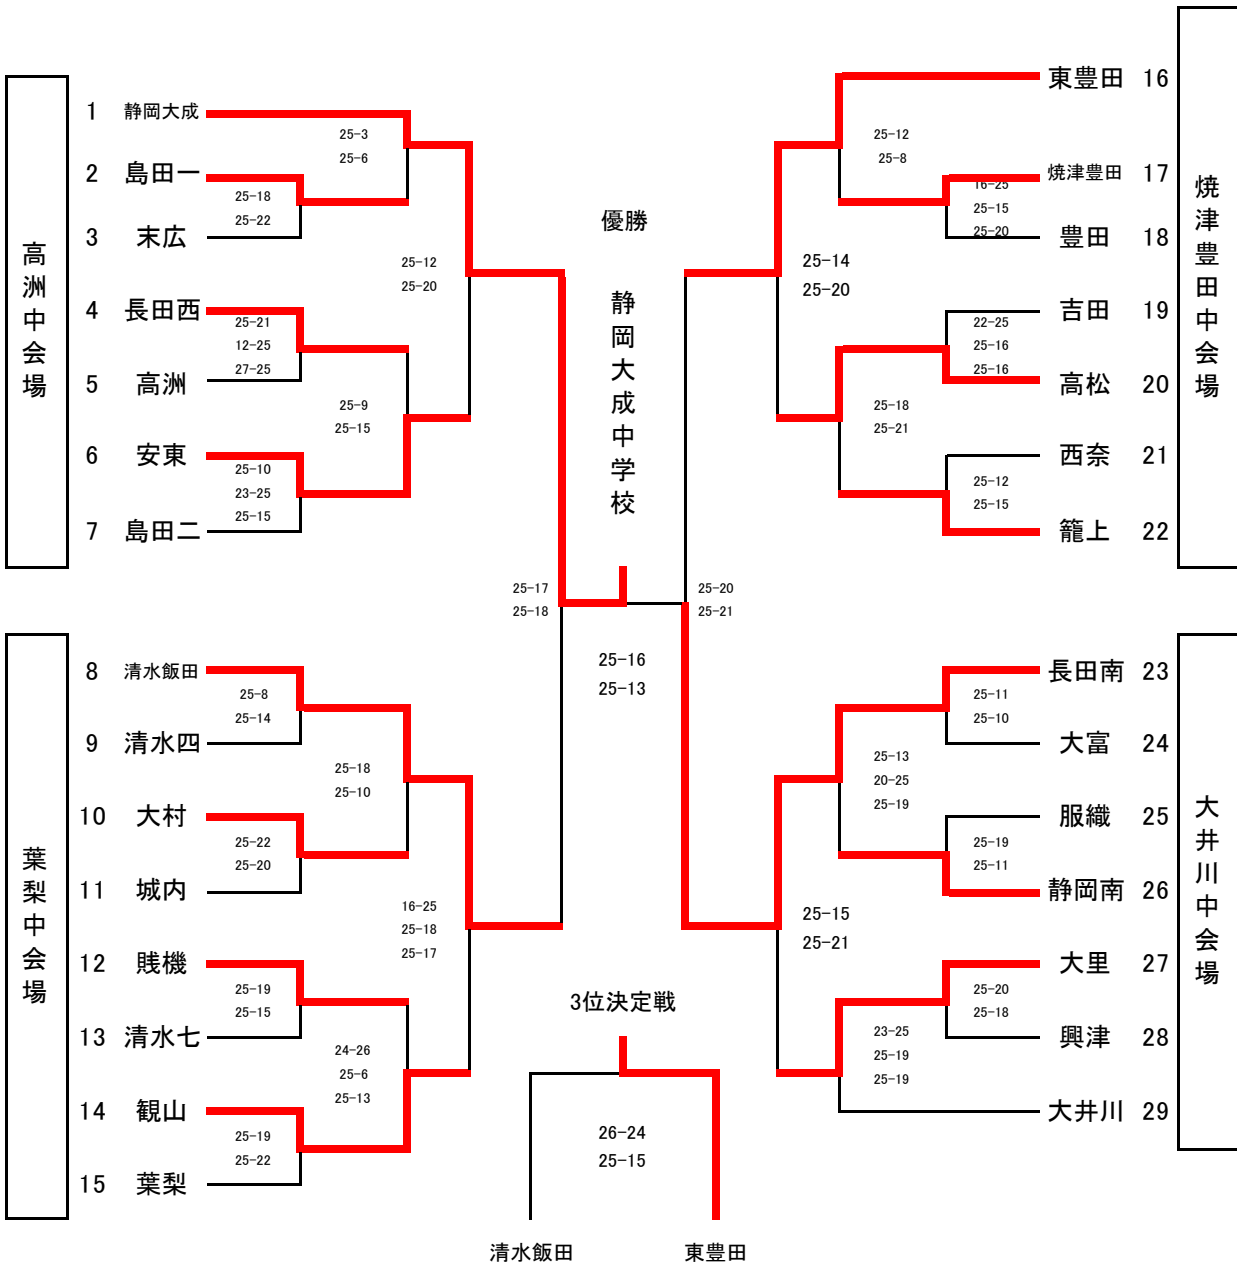 高洲中会場
1 静岡大成
2 島田一
3 末広
4 長田西
5 高洲
6 安東
7 島田二
25-3
25-6
25-18
25-22
25-12
25-20
25-21
12-25
27-25
25-9
25-15
25-10
23-25
25-15
葉梨中会場
8 清水飯田
9 清水四
10 大村
11 城内
12 賎機
13 清水七
14 観山
15 葉梨
25-8
25-14
25-18
25-10
25-22
25-20
16-25
25-18
25-17
25-19
25-15
24-26
25-6
25-13
25-19
25-22
優勝
静岡大成中学校
25-17
25-18
25-20
25-21
25-16
25-13
3位決定戦
26-24
25-15
清水飯田
東豊田
焼津豊田中会場
東豊田 16
焼津豊田 17
豊田 18
吉田 19
高松 20
西奈 21
籠上 22
25-12
25-8
16-25
25-15
25-20
25-14
25-20
22-25
25-16
25-16
25-18
25-21
25-12
25-15
大井川中会場
長田南 23
大富 24
服織 25
静岡南 26
大里 27
興津 28
大井川 29
25-11
25-10
25-13
20-25
25-19
25-19
25-11
25-15
25-21
25-20
25-18
23-25
25-19
25-19